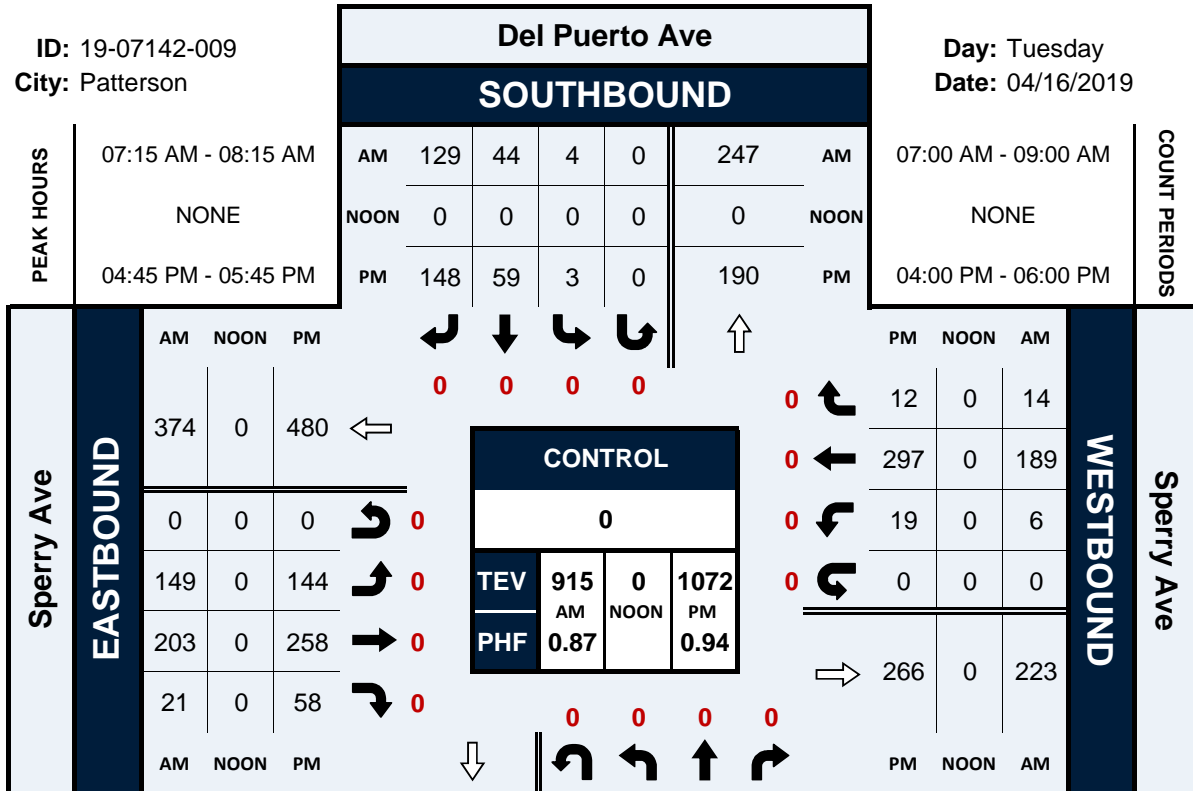 ID: 19-07142-009
City: Patterson
Del Puerto Ave
SOUTHBOUND
Day: Tuesday
Date: 04/16/2019
PEAK HOURS
07:15 AM - 08:15 AM
NONE
04:45 PM - 05:45 PM
AM 129 44 4 0 247 AM
NOON 0 0 0 0 0 NOON
PM 148 59 3 0 190 PM
07:00 AM - 09:00 AM
NONE
04:00 PM - 06:00 PM
COUNT PERIODS
0 0 0 0
Sperry Ave
EASTBOUND
AM NOON PM
374 0 480
0 0 0 0
149 0 144 0
203 0 258 0
21 0 58 0
AM NOON PM
CONTROL
0
TEV 915 0 1072
AM NOON PM
PHF 0.87 0.94
PM NOON AM
0 12 0 14
0 297 0 189
0 19 0 6
0 0 0 0
266 0 223
PM NOON AM
WESTBOUND
Sperry Ave
0 0 0 0